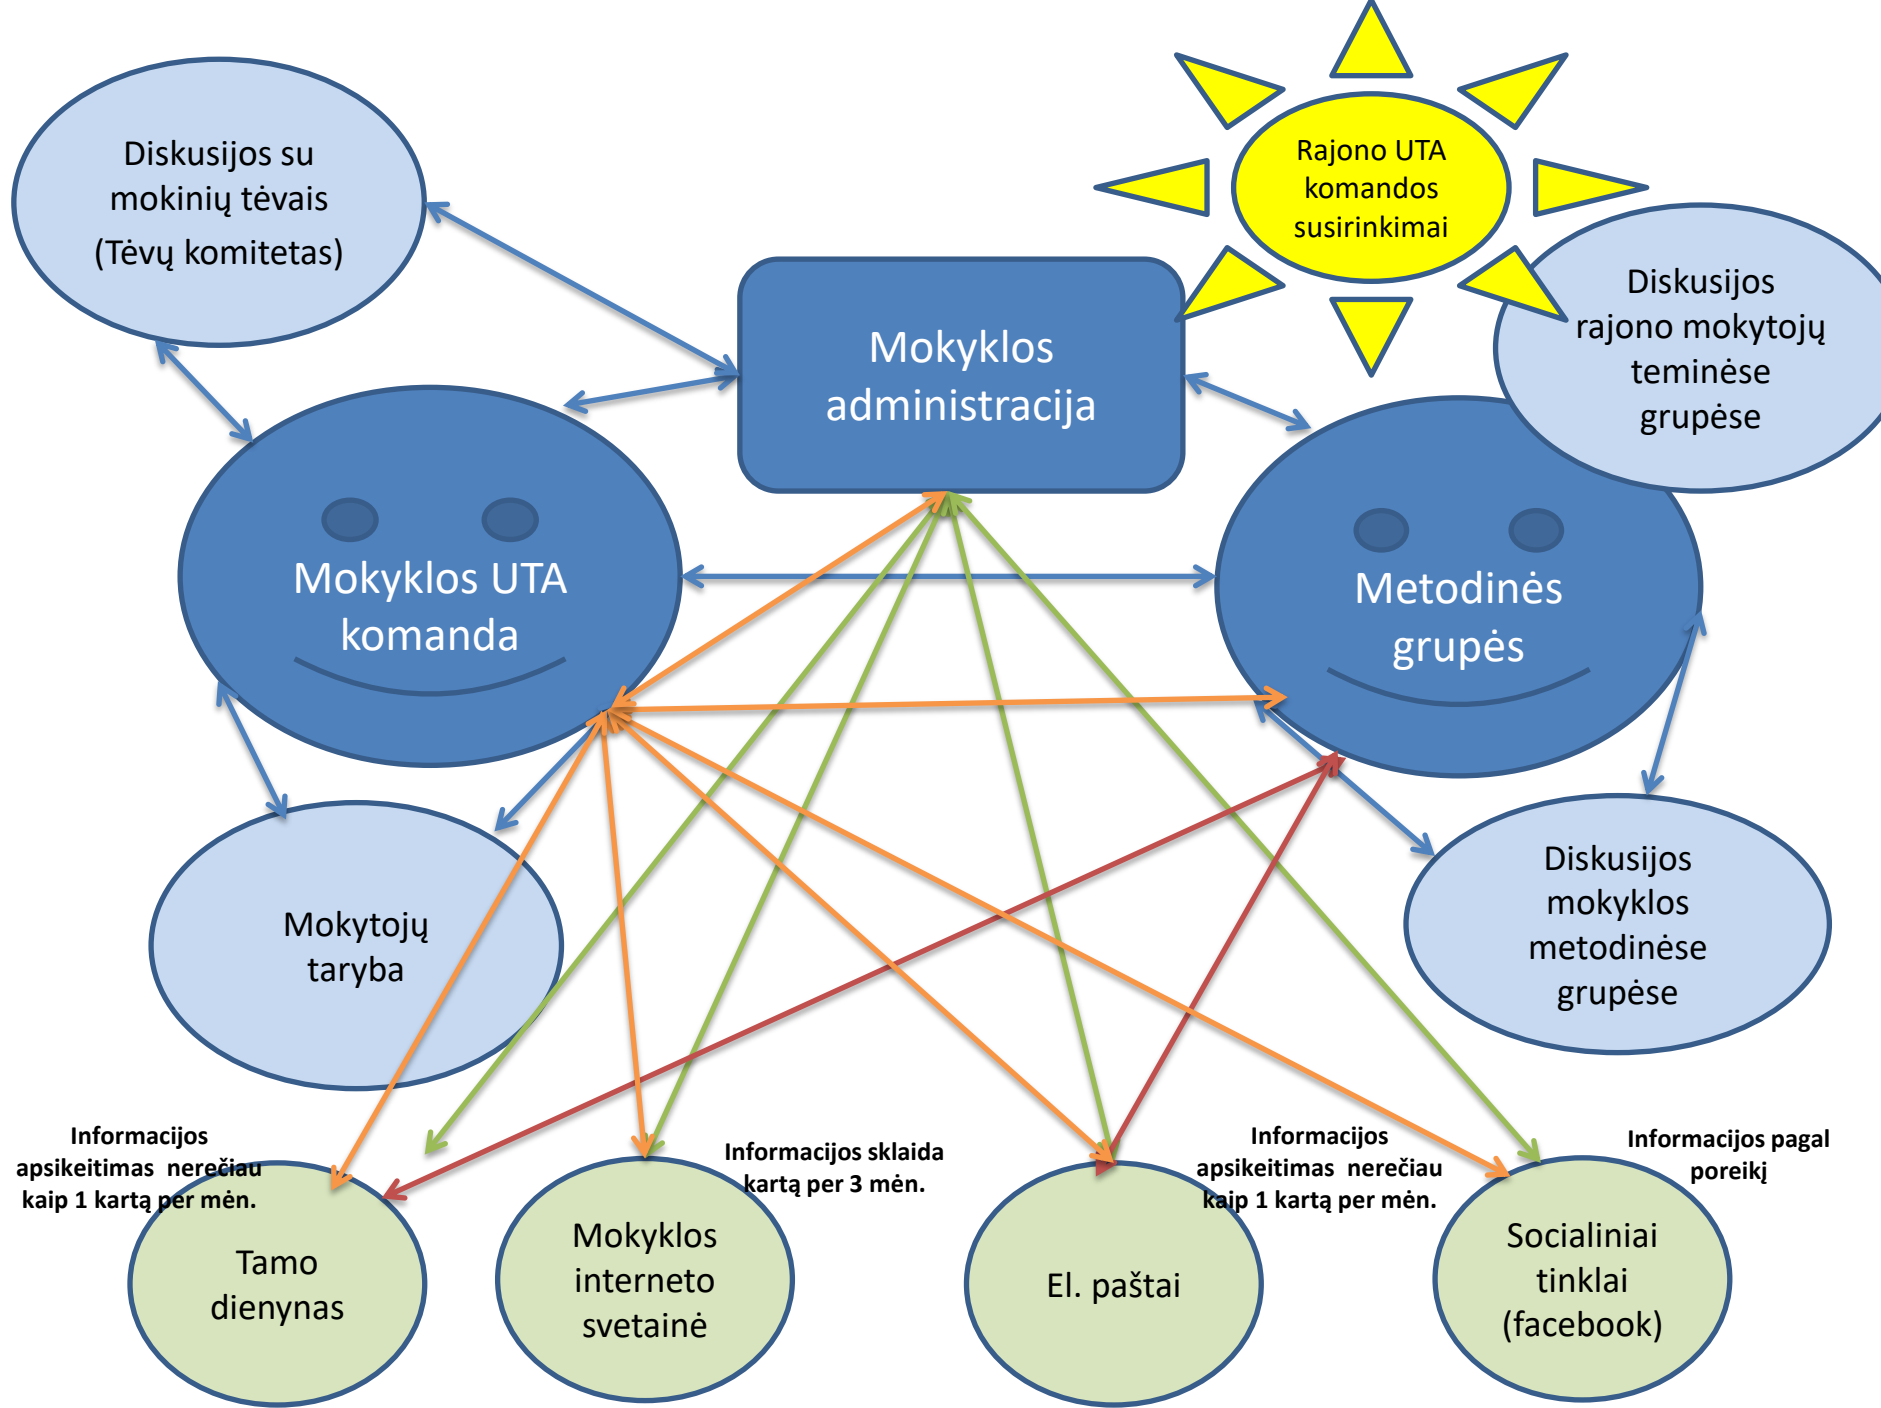 Diskusijos su
mokinių tėvais
(Tėvų komitetas)
Rajono UTA
komandos
susirinkimai
Diskusijos
rajono mokytojų
teminėse
grupėse
Mokyklos
administracija
Mokyklos UTA
komanda
Metodinės
grupės
Mokytojų
taryba
Diskusijos
mokyklos
metodinėse
grupėse
Informacijos
apsikeitimas  nerečiau
kaip 1 kartą per mėn.
Informacijos sklaida
kartą per 3 mėn.
Informacijos
apsikeitimas  nerečiau
kaip 1 kartą per mėn.
Informacijos pagal
poreikį
Tamo
dienynas
Mokyklos
interneto
svetainė
El. paštai
Socialiniai
tinklai
(facebook)